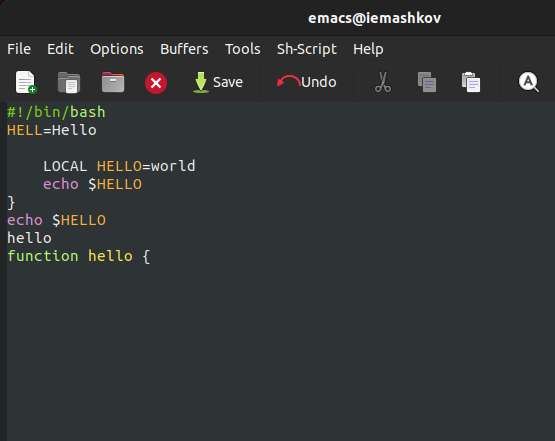 emacs@iemashkov
File Edit Options Buffers Tools Sh-Script Help
Save Undo
#!/bin/bash
HELL=Hello

    LOCAL HELLO=world
    echo $HELLO
}
echo $HELLO
hello
function hello {